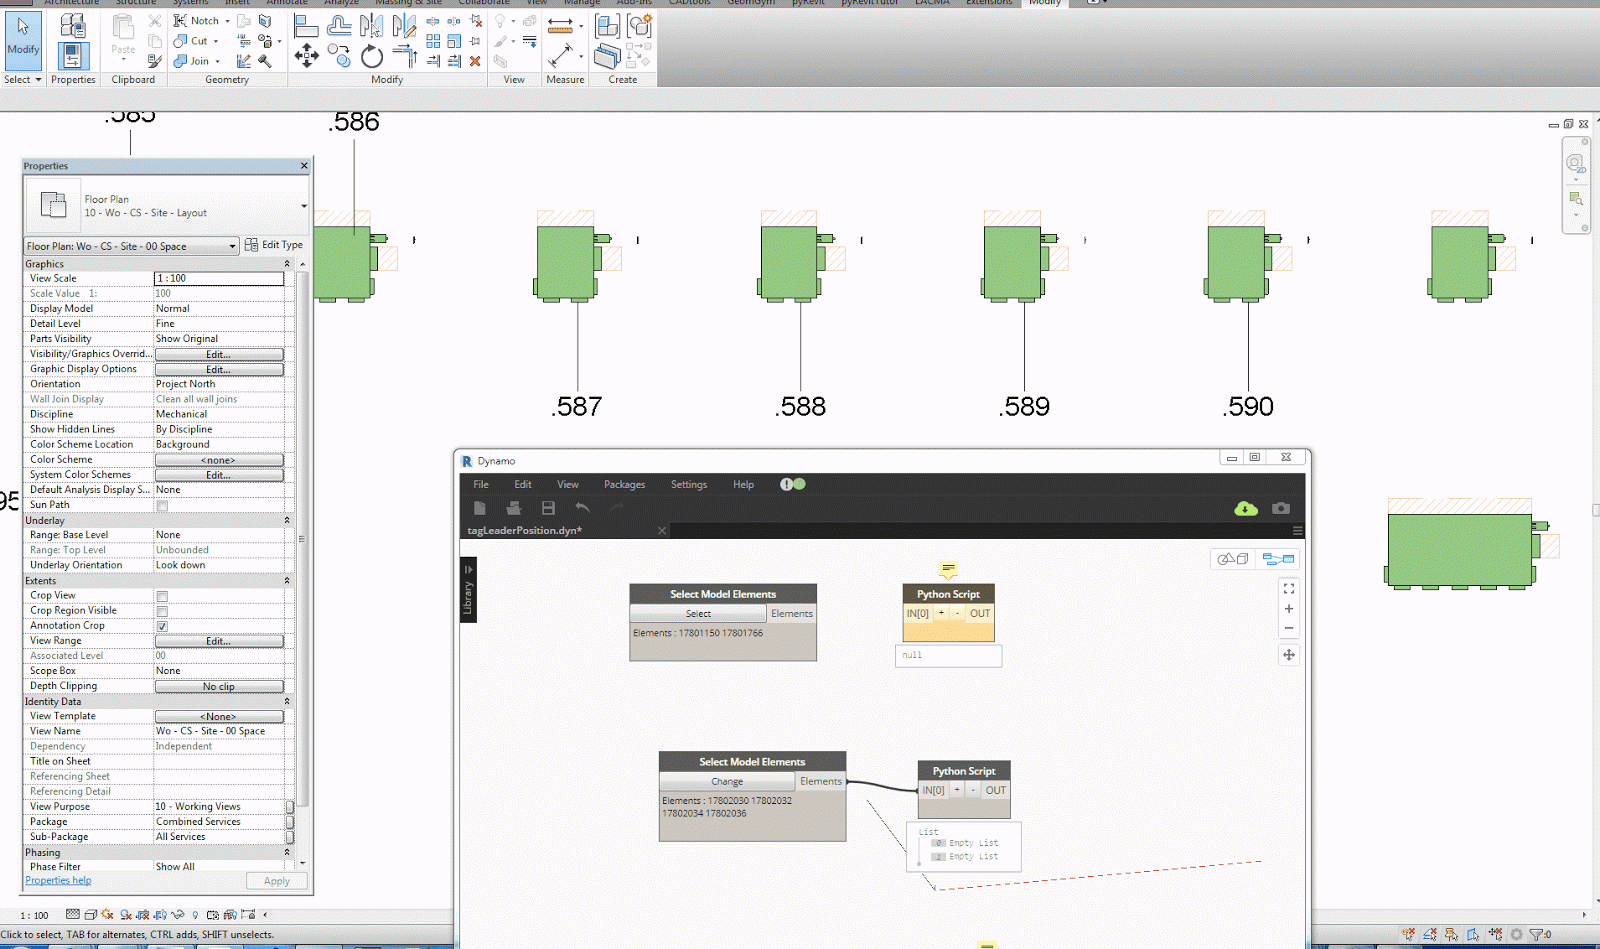 Architecture Structure Systems Insert Annotate Analyze Massing & Site Collaborate View Manage Add-Ins CADtools GeomGym pyRevit pyRevitTutor LACMA Extensions Modify
Modify
Paste
Notch
Cut
Join
Select Properties Clipboard Geometry Modify View Measure Create
.585
.586
Properties
Floor Plan
10 - Wo - CS - Site - Layout
Floor Plan: Wo - CS - Site - 00 Space
Edit Type
Graphics
View Scale 1 : 100
Scale Value 1: 100
Display Model Normal
Detail Level Fine
Parts Visibility Show Original
Visibility/Graphics Overrid... Edit...
Graphic Display Options Edit...
Orientation Project North
Wall Join Display Clean all wall joins
Discipline Mechanical
Show Hidden Lines By Discipline
Color Scheme Location Background
Color Scheme <none>
System Color Schemes Edit...
Default Analysis Display S... None
Sun Path
Underlay
Range: Base Level None
Range: Top Level Unbounded
Underlay Orientation Look down
Extents
Crop View
Crop Region Visible
Annotation Crop
View Range Edit...
Associated Level 00
Scope Box None
Depth Clipping No clip
Identity Data
View Template <None>
View Name Wo - CS - Site - 00 Space
Dependency Independent
Title on Sheet
Referencing Sheet
Referencing Detail
View Purpose 10 - Working Views
Package Combined Services
Sub-Package All Services
Phasing
Phase Filter Show All
Properties help
Apply
.587
.588
.589
.590
95
2D
R Dynamo
File Edit View Packages Settings Help
tagLeaderPosition.dyn*
Library
Select Model Elements
Select Elements
Elements : 17801150 17801766
Python Script
IN[0] + - OUT
null
Select Model Elements
Change Elements
Elements : 17802030 17802032
17802034 17802036
Python Script
IN[0] + - OUT
List
0 Empty List
1 Empty List
1 : 100
Click to select, TAB for alternates, CTRL adds, SHIFT unselects.
:0